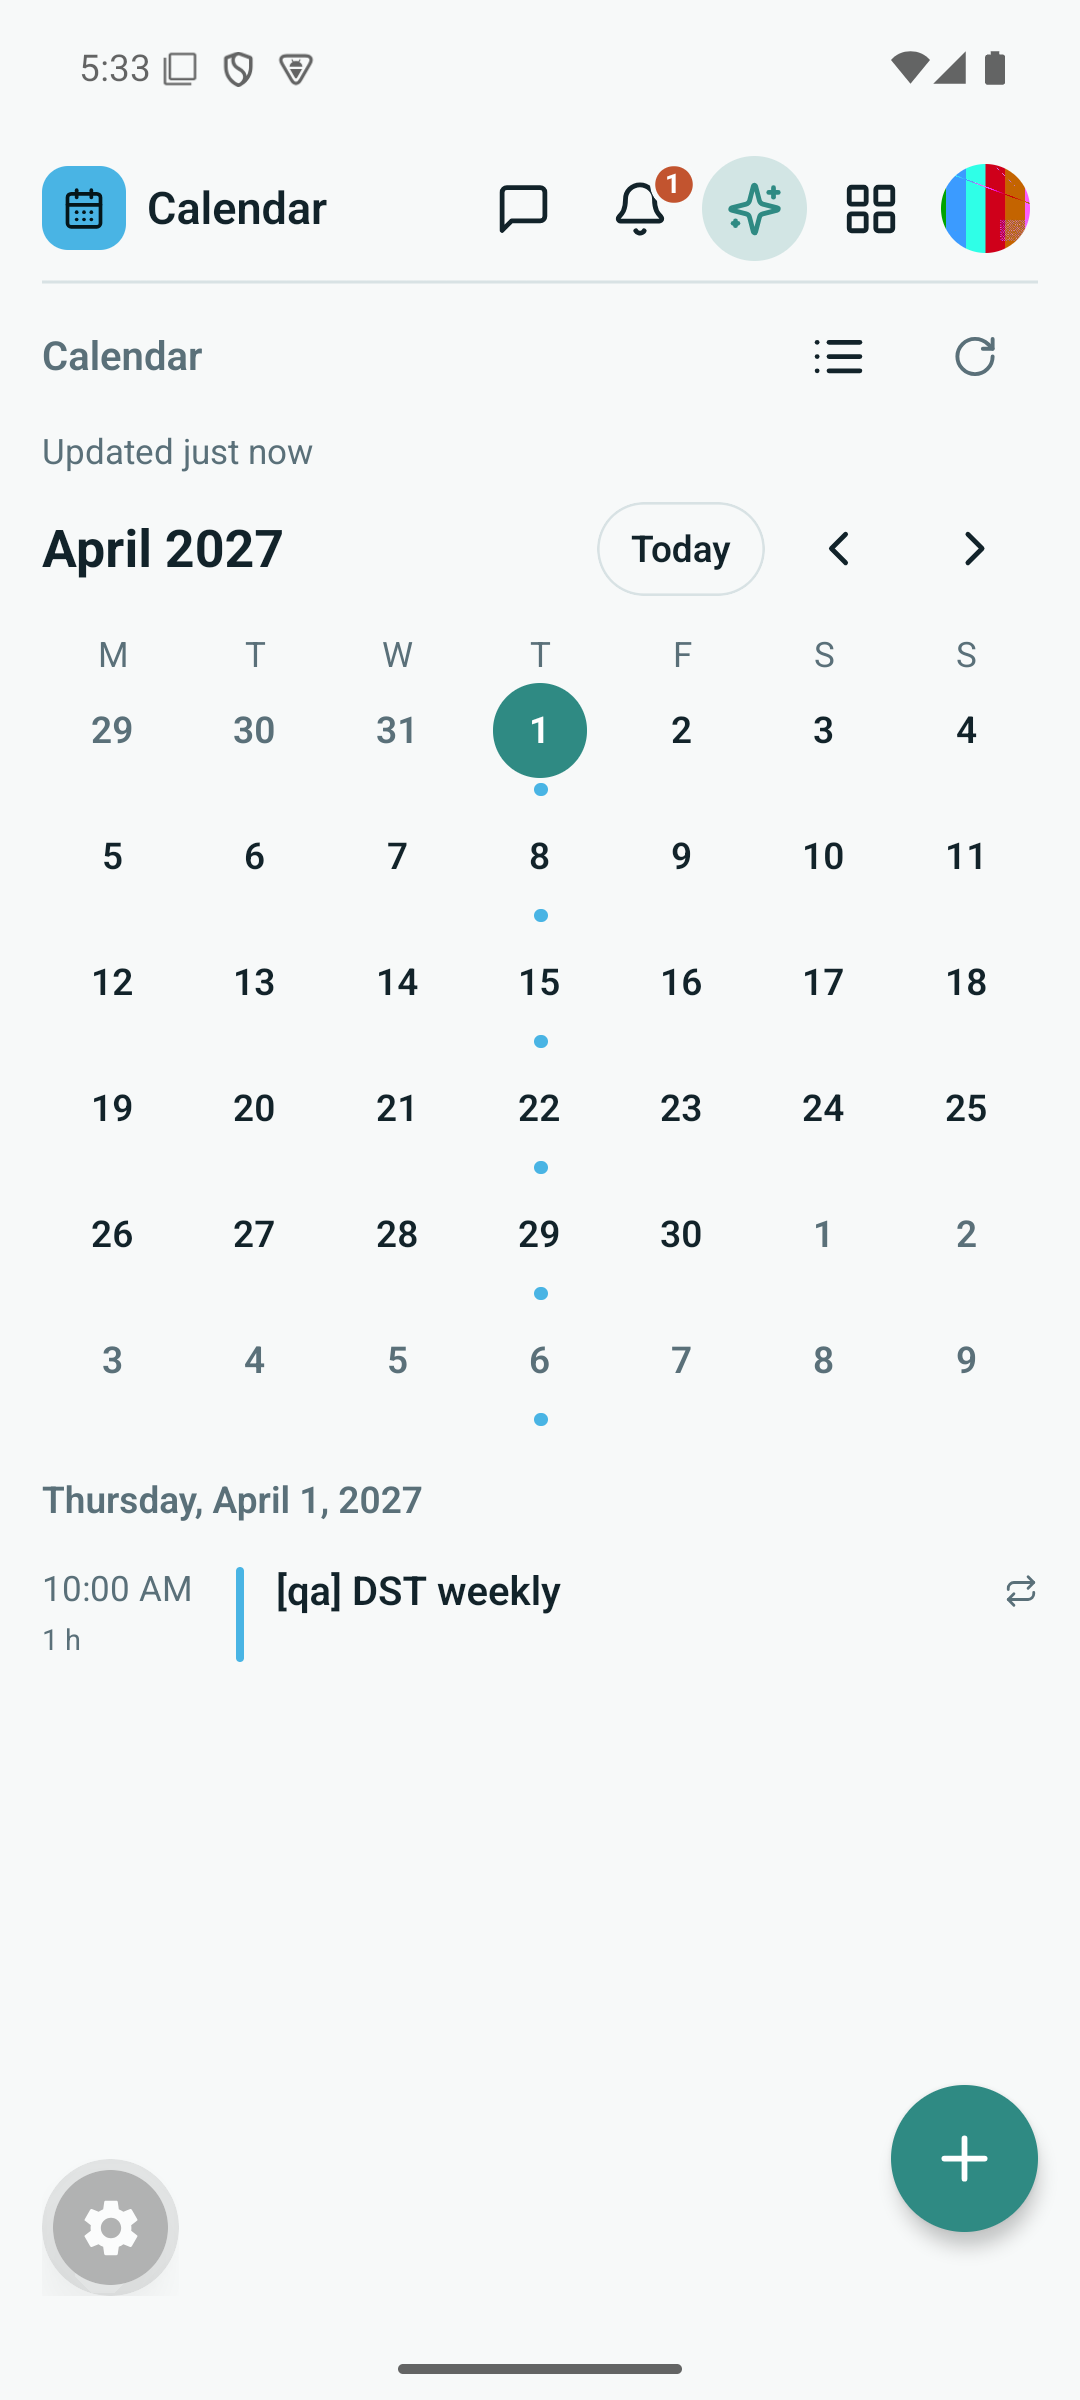 5:33
Calendar
1
Calendar
Updated just now
April 2027
Today
M T W T F S S
29 30 31 1 2 3 4
5 6 7 8 9 10 11
12 13 14 15 16 17 18
19 20 21 22 23 24 25
26 27 28 29 30 1 2
3 4 5 6 7 8 9
Thursday, April 1, 2027
10:00 AM [qa] DST weekly
1 h